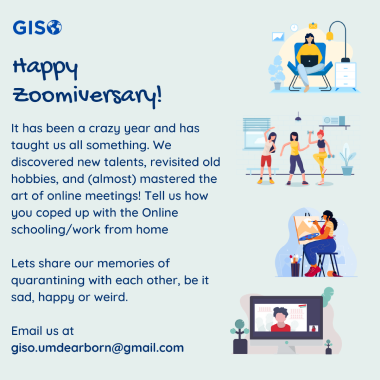 GISO
Happy
Zoomiversary!
It has been a crazy year and has
taught us all something. We
discovered new talents, revisited old
hobbies, and (almost) mastered the
art of online meetings! Tell us how
you coped up with the Online
schooling/work from home
Lets share our memories of
quarantining with each other, be it
sad, happy or weird.
Email us at
giso.umdearborn@gmail.com